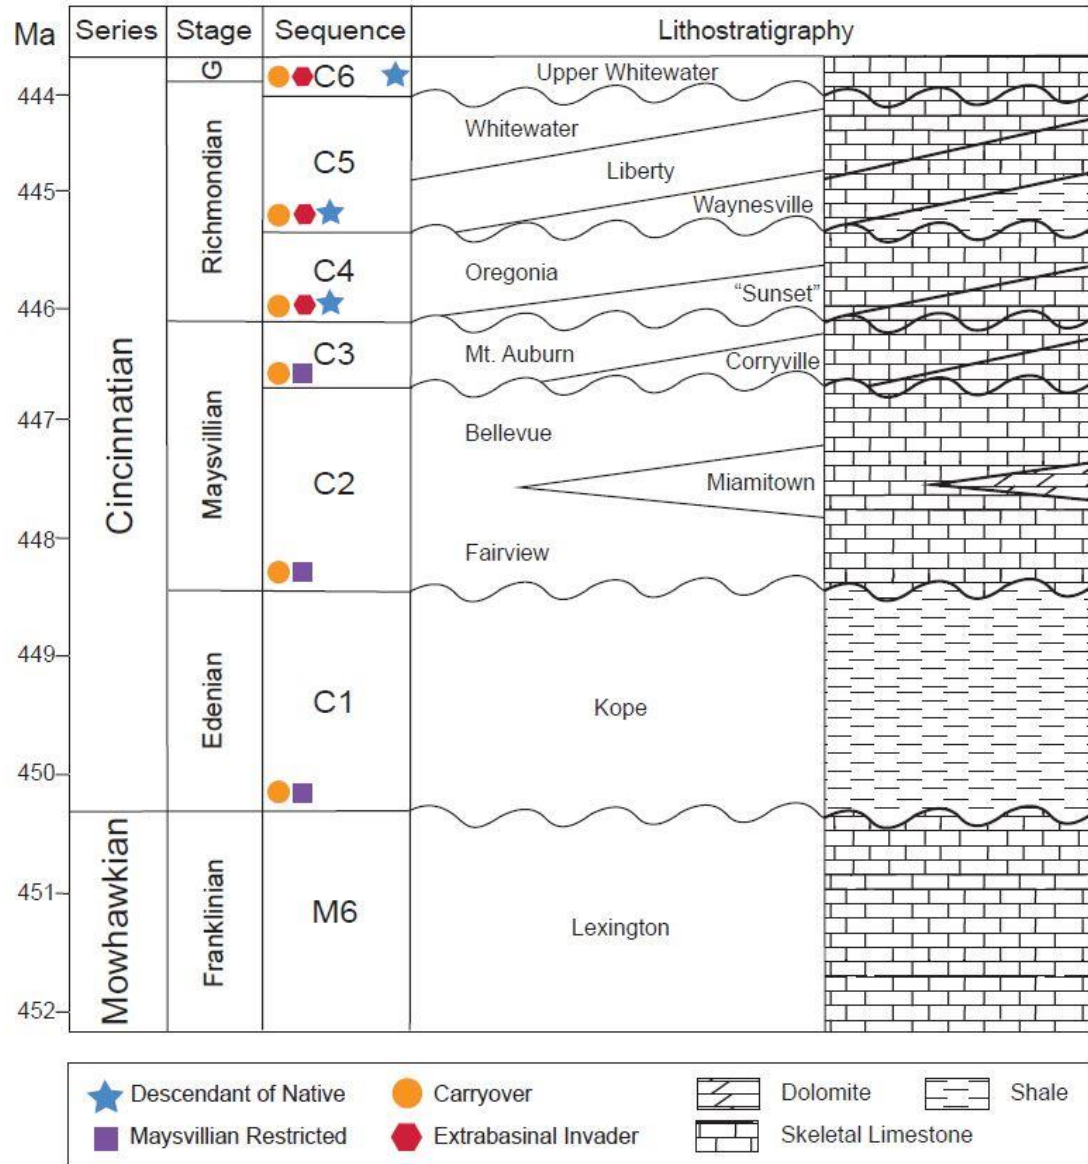 Ma Series Stage Sequence Lithostratigraphy
G C6 Upper Whitewater
444
Whitewater
C5
Liberty
445
Waynesville
Richmondian
C4
Oregonia
"Sunset"
446
C3
Mt. Auburn
Corryville
447
Cincinnatian
Maysvillian
Bellevue
C2
Miamitown
448
Fairview
449
Edenian
C1
Kope
450
451
Mowhawkian
Franklinian
M6
Lexington
452
Descendant of Native Carryover Dolomite Shale
Maysvillian Restricted Extrabasinal Invader Skeletal Limestone